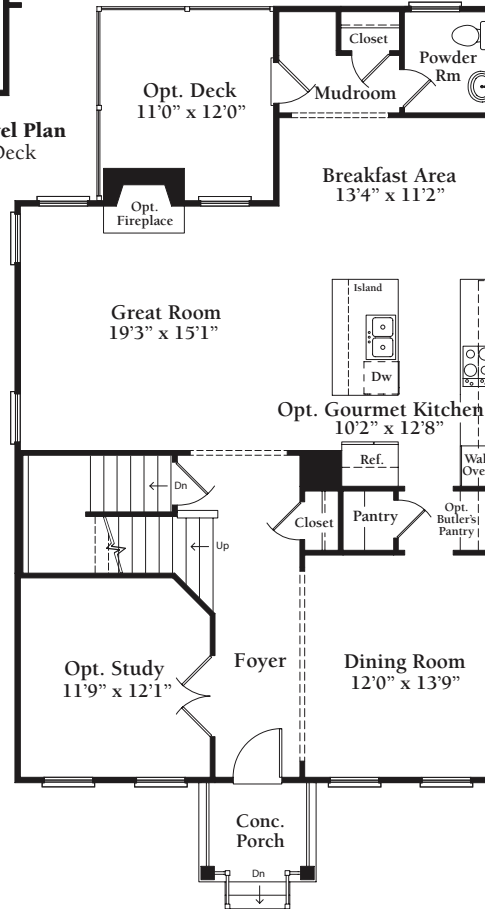 Closet
Powder
Rm
Mudroom
Opt. Deck
11'0" x 12'0"
Plan
Deck
Breakfast Area
13'4" x 11'2"
Opt.
Fireplace
Great Room
19'3" x 15'1"
Island
Dw
Opt. Gourmet Kitchen
10'2" x 12'8"
Ref.
Dn
Closet
Pantry
Opt.
Butler's
Pantry
Up
Opt. Study
11'9" x 12'1"
Foyer
Dining Room
12'0" x 13'9"
Conc.
Porch
Dn